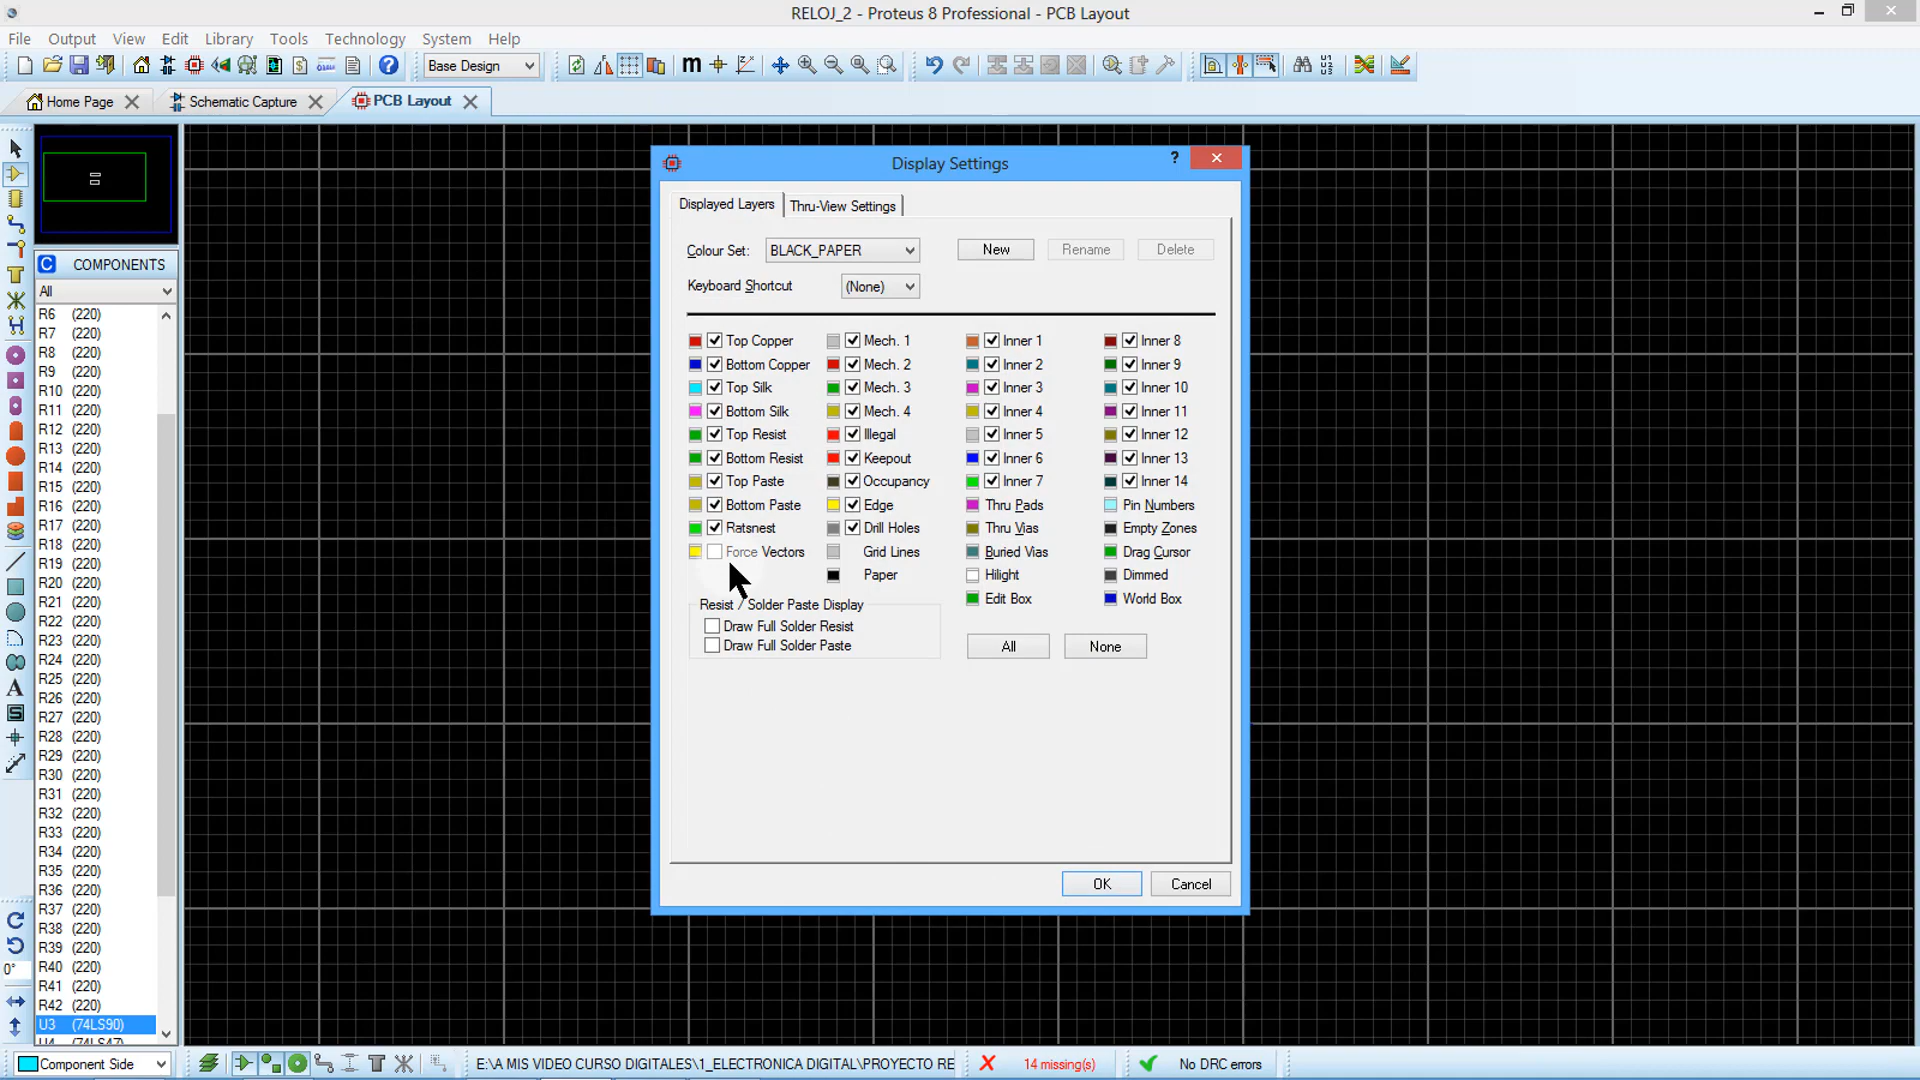 RELOJ_2 - Proteus 8 Professional - PCB Layout
File Output View Edit Library Tools Technology System Help
Base Design
Home Page Schematic Capture PCB Layout
C COMPONENTS
All
R6 (220)
R7 (220)
R8 (220)
R9 (220)
R10 (220)
R11 (220)
R12 (220)
R13 (220)
R14 (220)
R15 (220)
R16 (220)
R17 (220)
R18 (220)
R19 (220)
R20 (220)
R21 (220)
R22 (220)
R23 (220)
R24 (220)
R25 (220)
R26 (220)
R27 (220)
R28 (220)
R29 (220)
R30 (220)
R31 (220)
R32 (220)
R33 (220)
R34 (220)
R35 (220)
R36 (220)
R37 (220)
R38 (220)
R39 (220)
R40 (220)
R41 (220)
R42 (220)
U3 (74LS90)
U4 (74LS47)
0°
Display Settings
Displayed Layers Thru-View Settings
Colour Set: BLACK_PAPER New Rename Delete
Keyboard Shortcut (None)
Top Copper Mech. 1 Inner 1 Inner 8
Bottom Copper Mech. 2 Inner 2 Inner 9
Top Silk Mech. 3 Inner 3 Inner 10
Bottom Silk Mech. 4 Inner 4 Inner 11
Top Resist Illegal Inner 5 Inner 12
Bottom Resist Keepout Inner 6 Inner 13
Top Paste Occupancy Inner 7 Inner 14
Bottom Paste Edge Thru Pads Pin Numbers
Ratsnest Drill Holes Thru Vias Empty Zones
Force Vectors Grid Lines Buried Vias Drag Cursor
Paper Hilight Dimmed
Edit Box World Box
Resist / Solder Paste Display
Draw Full Solder Resist
Draw Full Solder Paste
All None
OK Cancel
Component Side E:\A MIS VIDEO CURSO DIGITALES\1_ELECTRONICA DIGITAL\PROYECTO RE 14 missing(s) No DRC errors